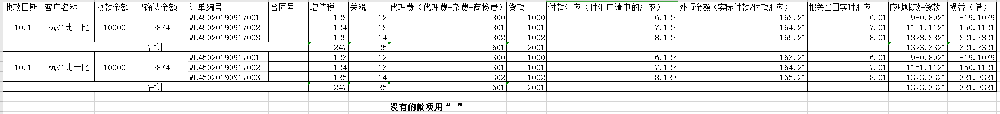 收款日期 客户名称 收款金额 已确认金额 订单编号 合同号 增值税 关税 代理费（代理费+杂费+商检费） 货款 付款汇率（付汇申请中的汇率） 外币金额（实际付款/付款汇率） 报关当日实时汇率 应收账款-货款 损益（借）
10.1 杭州比一比 10000 2874 WL45020190917001 123 12 300 1000 6.123 163.21 6.01 980.8921 -19.1079
WL45020190917002 124 13 301 1001 7.123 164.21 7.01 1151.1121 150.1121
WL45020190917003 125 14 302 1002 8.123 165.21 8.01 1323.3321 321.3321
合计 247 25 601 2001 1323.3321 321.3321
10.1 杭州比一比 10000 2874 WL45020190917001 123 12 300 1000 6.123 163.21 6.01 980.8921 -19.1079
WL45020190917002 124 13 301 1001 7.123 164.21 7.01 1151.1121 150.1121
WL45020190917003 125 14 302 1002 8.123 165.21 8.01 1323.3321 321.3321
合计 247 25 601 2001 1323.3321 321.3321
没有的款项用“-”